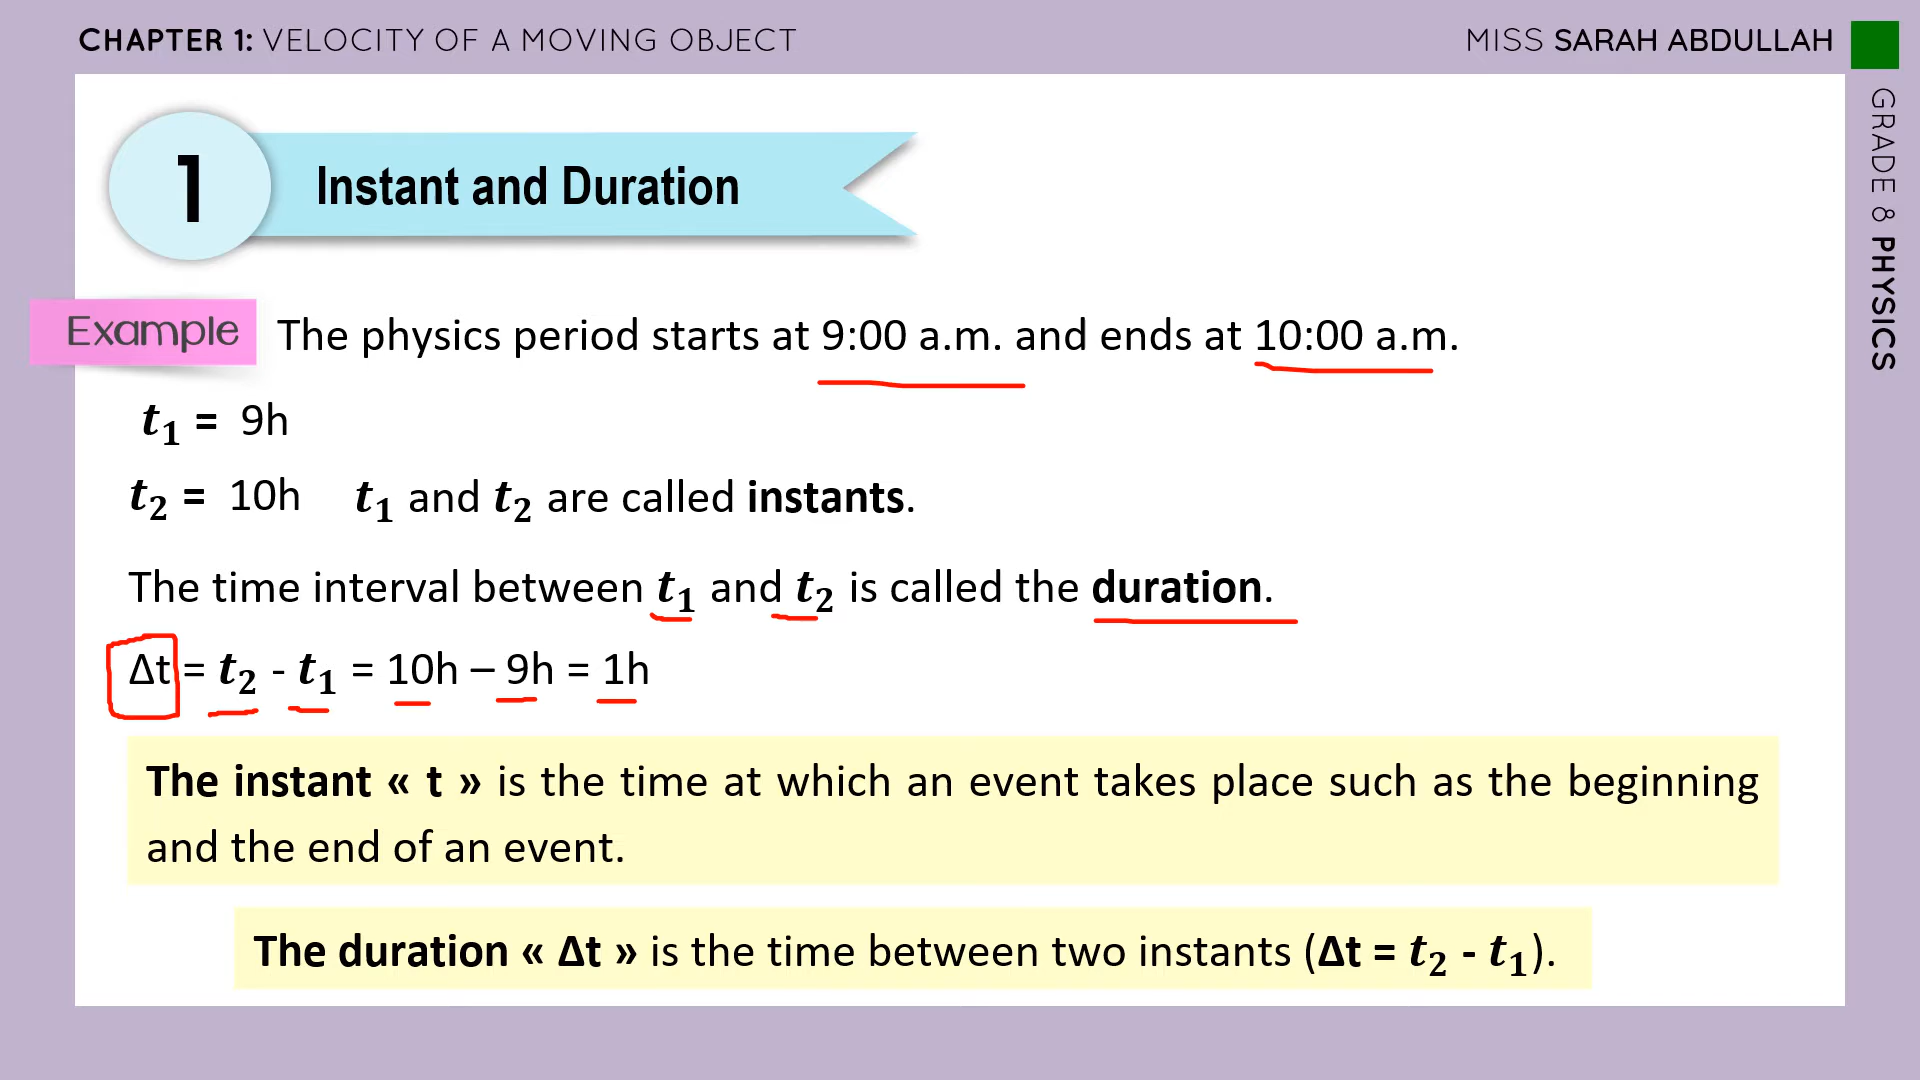 CHAPTER 1: VELOCITY OF A MOVING OBJECT
MISS SARAH ABDULLAH
GRADE 8 PHYSICS
1
Instant and Duration
Example
The physics period starts at 9:00 a.m. and ends at 10:00 a.m.
t₁ = 9h
t₂ = 10h t₁ and t₂ are called instants.
The time interval between t₁ and t₂ is called the duration.
Δt = t₂ - t₁ = 10h – 9h = 1h
The instant « t » is the time at which an event takes place such as the beginning
and the end of an event.
The duration « Δt » is the time between two instants (Δt = t₂ - t₁).